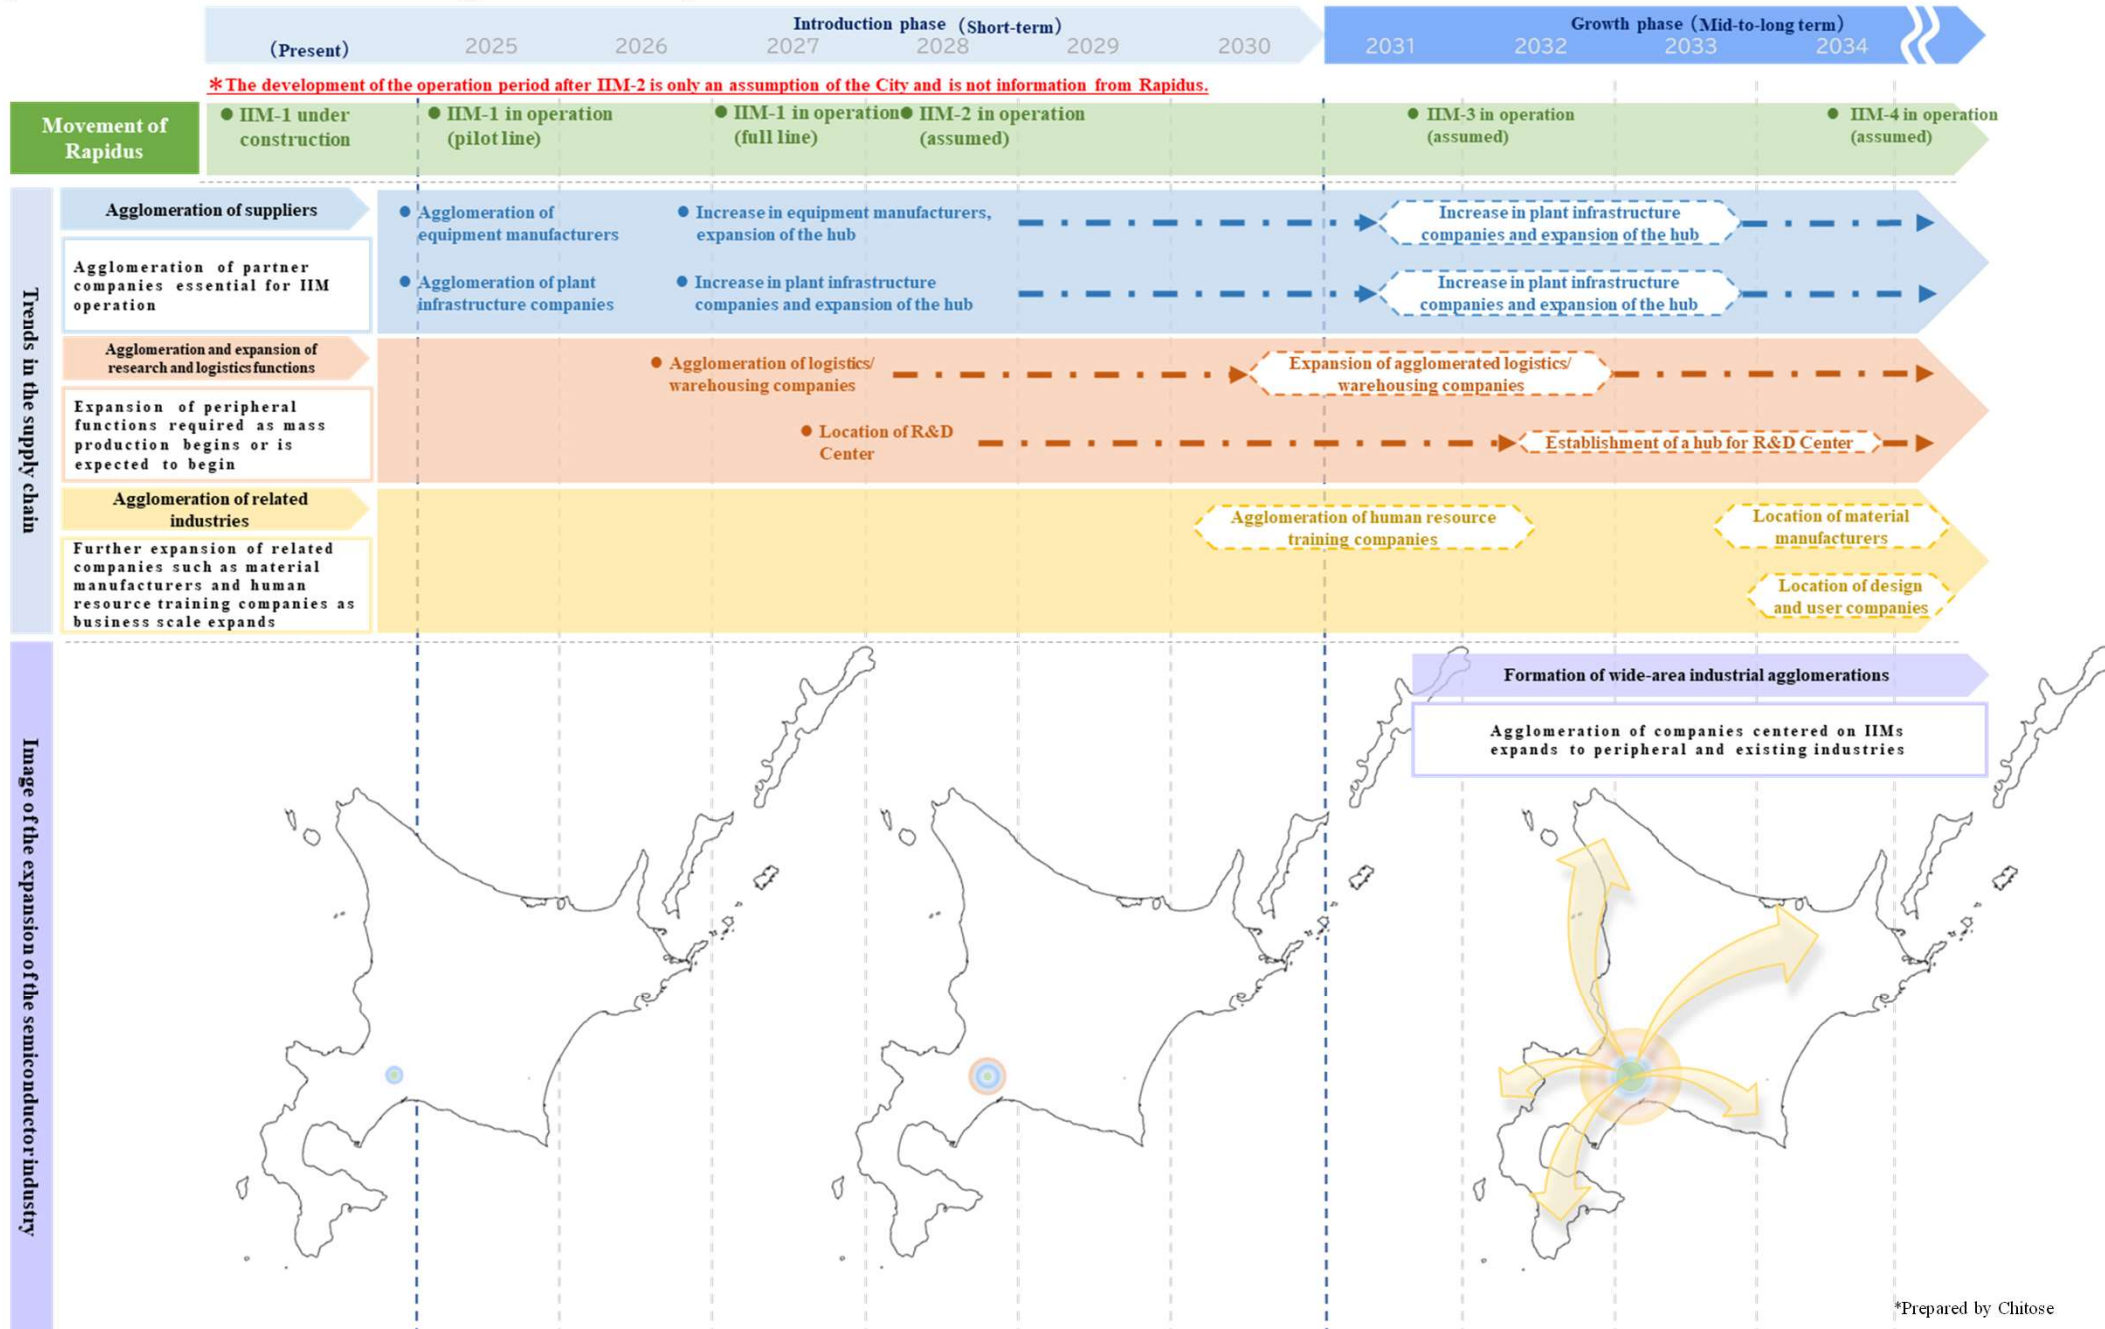 Introduction phase (Short-term)
Growth phase (Mid-to-long term)
(Present)
2025
2026
2027
2028
2029
2030
2031
2032
2033
2034
*The development of the operation period after IIM-2 is only an assumption of the City and is not information from Rapidus.
Movement of
Rapidus
● IIM-1 under
construction
● IIM-1 in operation
(pilot line)
● IIM-1 in operation
(full line)
● IIM-2 in operation
(assumed)
● IIM-3 in operation
(assumed)
● IIM-4 in operation
(assumed)
Trends in the supply chain
Agglomeration of suppliers
Agglomeration of partner
companies essential for IIM
operation
● Agglomeration of
equipment manufacturers
● Increase in equipment manufacturers,
expansion of the hub
Increase in plant infrastructure
companies and expansion of the hub
● Agglomeration of plant
infrastructure companies
● Increase in plant infrastructure
companies and expansion of the hub
Increase in plant infrastructure
companies and expansion of the hub
Agglomeration and expansion of
research and logistics functions
Expansion of peripheral
functions required as mass
production begins or is
expected to begin
● Agglomeration of logistics/
warehousing companies
Expansion of agglomerated logistics/
warehousing companies
● Location of R&D
Center
Establishment of a hub for R&D Center
Agglomeration of related
industries
Further expansion of related
companies such as material
manufacturers and human
resource training companies as
business scale expands
Agglomeration of human resource
training companies
Location of material
manufacturers
Location of design
and user companies
Image of the expansion of the semiconductor industry
Formation of wide-area industrial agglomerations
Agglomeration of companies centered on IIMs
expands to peripheral and existing industries
*Prepared by Chitose